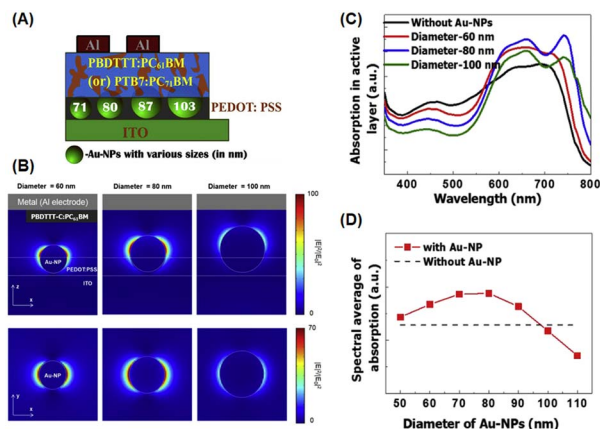 (A)
Al Al
PBDTTT:PC61BM
(or) PTB7:PC71BM
71 80 87 103 PEDOT: PSS
ITO
-Au-NPs with various sizes (in nm)
(B)
Diameter = 60 nm Diameter = 80 nm Diameter = 100 nm
Metal (Al electrode)
PBDTTT-C:PC61BM
Au-NP
PEDOT:PSS
ITO
z
x
100
|E|²/|E0|²
0
Au-NP
y
x
70
|E|²/|E0|²
0
(C)
Without Au-NPs
Diameter-60 nm
Diameter-80 nm
Diameter-100 nm
Absorption in active
layer (a.u.)
400 500 600 700 800
Wavelength (nm)
(D)
with Au-NP
Without Au-NP
Spectral average of
absorption (a.u.)
50 60 70 80 90 100 110
Diameter of Au-NPs (nm)